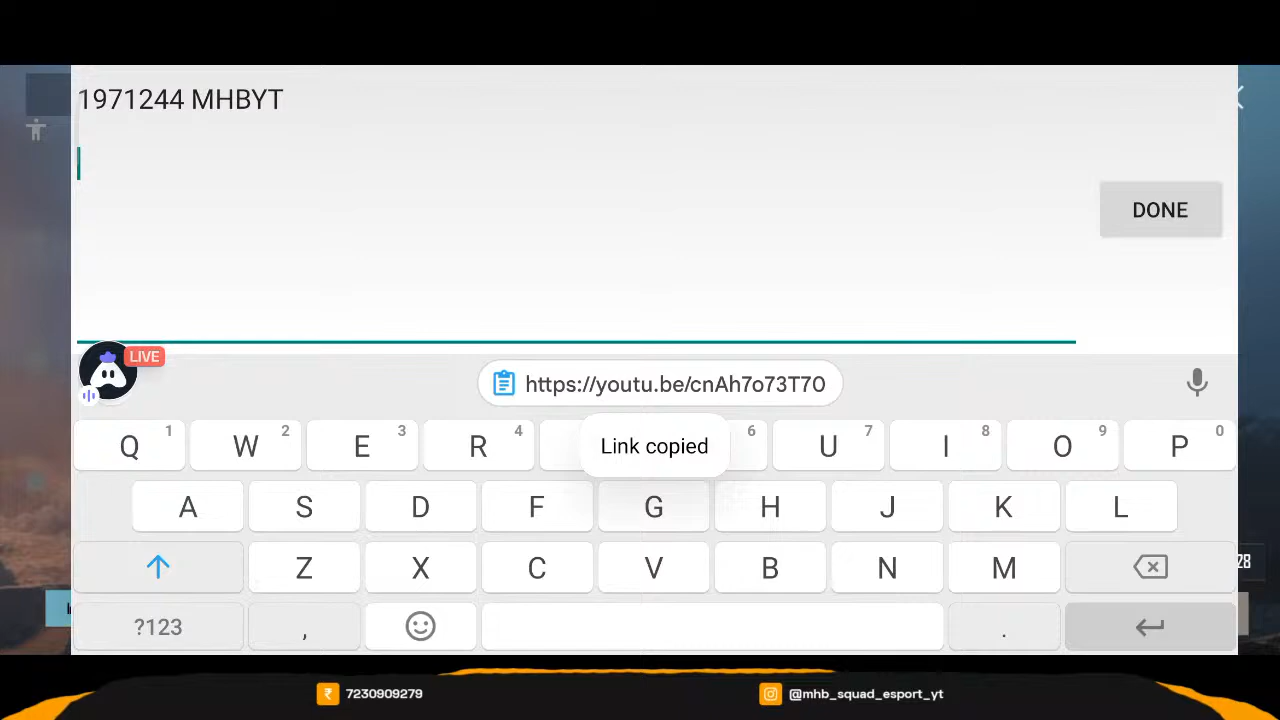 1971244 MHBYT
DONE
LIVE
https://youtu.be/cnAh7o73T70
Link copied
Q 1 W 2 E 3 R 4 6 U 7 I 8 O 9 P 0
A S D F G H J K L
Z X C V B N M
28
?123 , .
₹ 7230909279
@mhb_squad_esport_yt